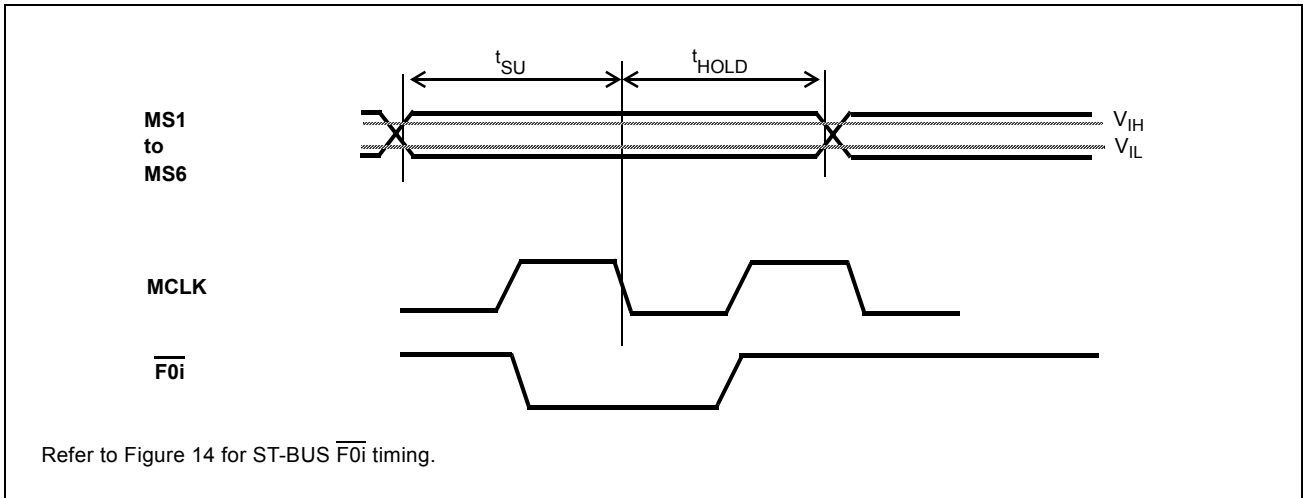 tSU
tHOLD
MS1
to
MS6
VIH
VIL
MCLK
F0i
Refer to Figure 14 for ST-BUS F0i timing.